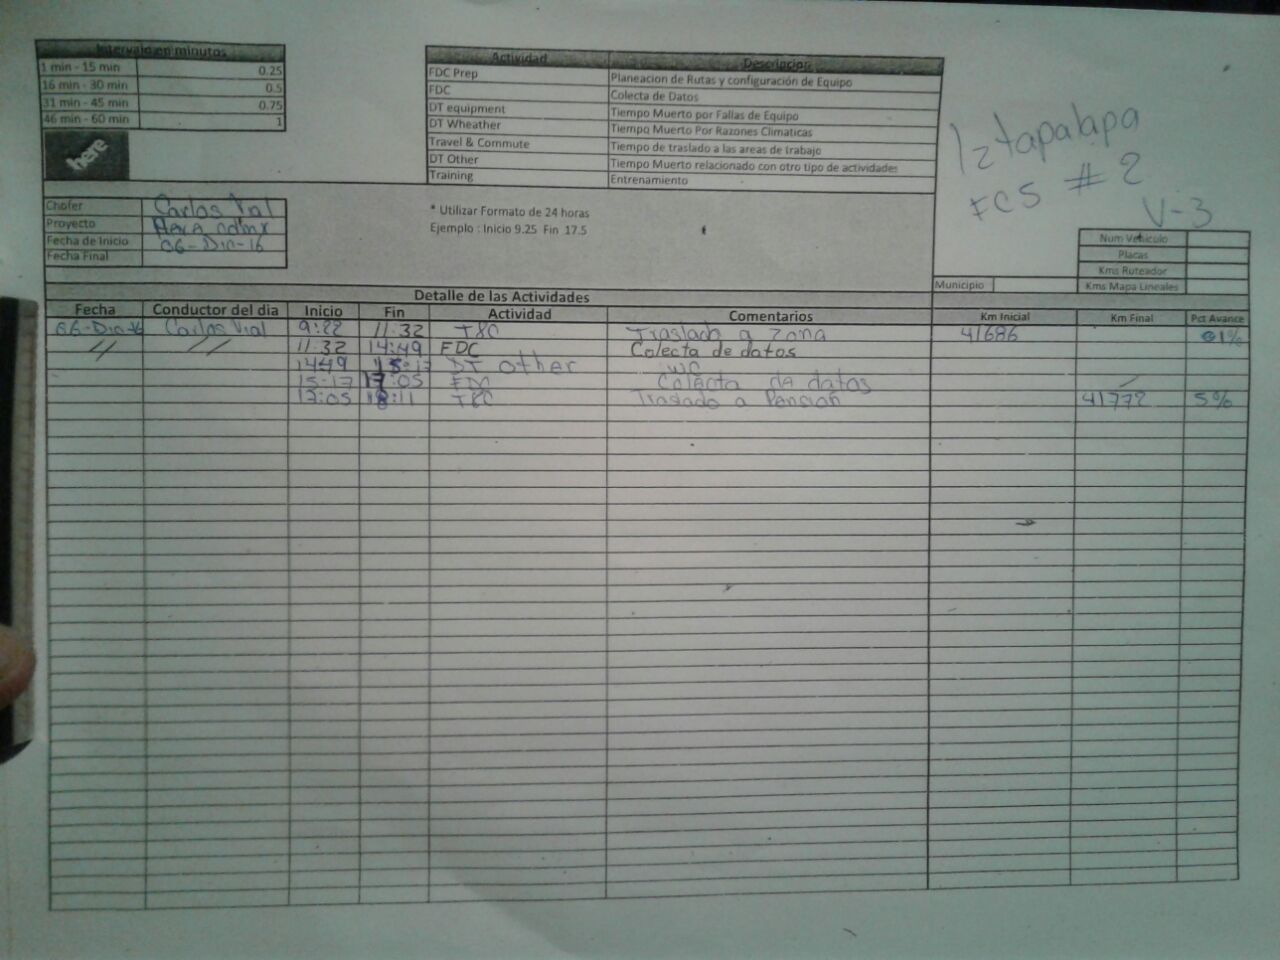 Intervalo en minutos
1 min - 15 min 0.25
16 min - 30 min 0.5
31 min - 45 min 0.75
46 min - 60 min 1
here
Actividad Descripcion
FDC Prep Planeacion de Rutas y configuración de Equipo
FDC Colecta de Datos
DT equipment Tiempo Muerto por Fallas de Equipo
DT Wheather Tiempo Muerto Por Razones Climaticas
Travel & Commute Tiempo de traslado a las areas de trabajo
DT Other Tiempo Muerto relacionado con otro tipo de actividades
Training Entrenamiento
Iztapalapa
FCS # 2
V-3
Chofer Carlos Vial
Proyecto
Fecha de Inicio 06-Dic-16
Fecha Final
* Utilizar Formato de 24 horas
Ejemplo : Inicio 9.25 Fin 17.5
Num Vehiculo
Placas
Kms Ruteador
Municipio Kms Mapa Lineales
Detalle de las Actividades
Fecha Conductor del dia Inicio Fin Actividad Comentarios Km Inicial Km Final Pct Avance
06-Dic-16 Carlos Vial 9:22 11:32 T&C Traslado a Zona 41686 1%
// // 11:32 14:49 FDC Colecta de datos
14:49 15:17 DT other WC
15:17 17:05 FDC Colecta de datos
17:05 18:11 T&C Traslado a Pension 41772 5%